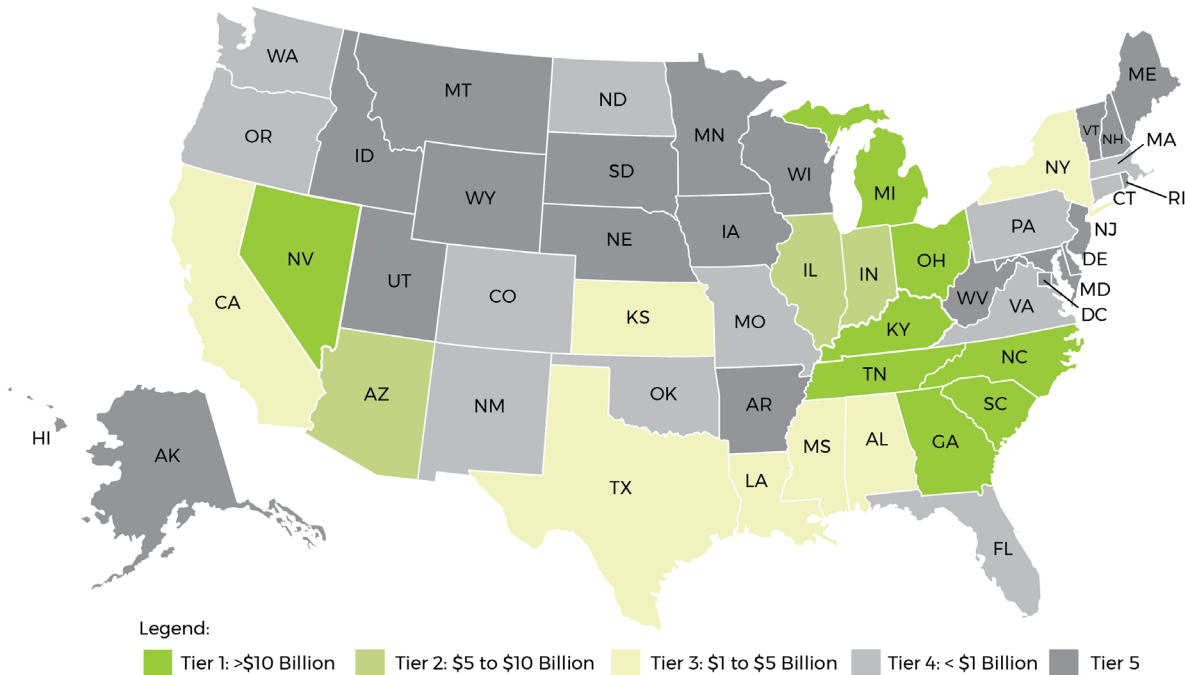 WA
MT
ND
OR
ID
MN
SD
WI
WY
NE
IA
MI
ME
VT
NH
MA
NY
CT
RI
PA
NJ
DE
MD
DC
NV
UT
CO
CA
KS
MO
IL
IN
OH
WV
VA
KY
TN
NC
SC
GA
AZ
NM
OK
AR
TX
LA
MS
AL
FL
HI
AK
Legend:
Tier 1: >$10 Billion
Tier 2: $5 to $10 Billion
Tier 3: $1 to $5 Billion
Tier 4: < $1 Billion
Tier 5